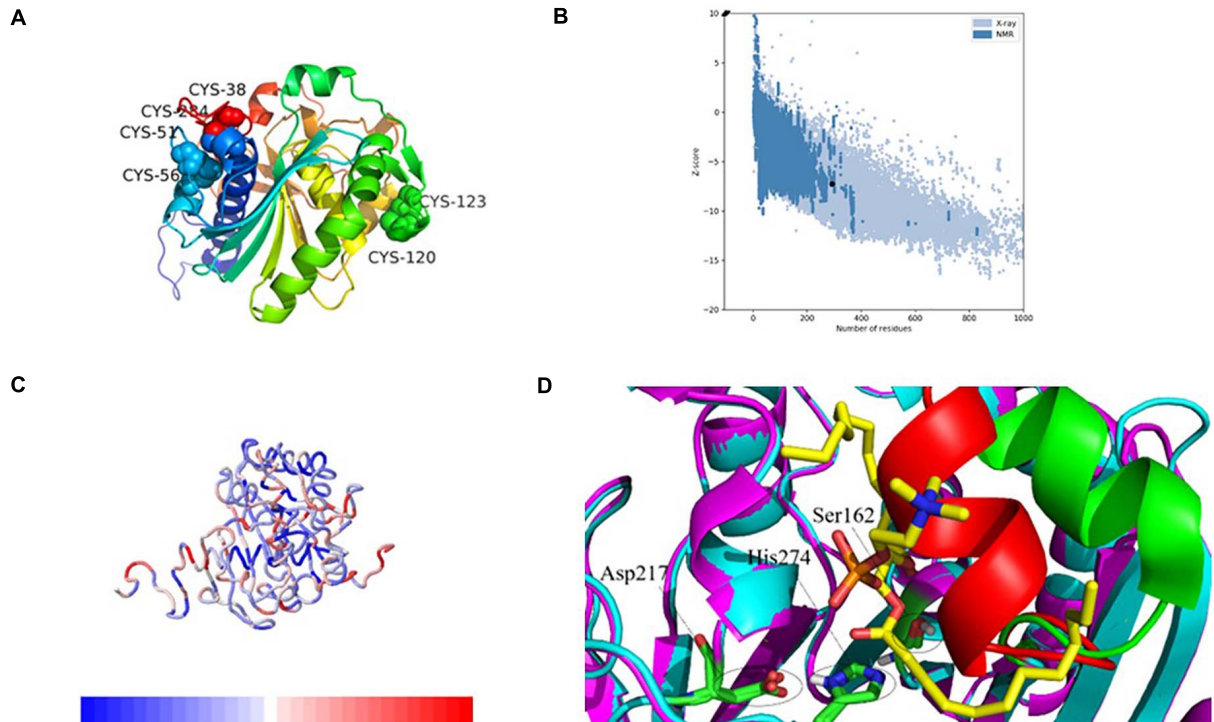 A
CYS-38
CYS-284
CYS-51
CYS-56
CYS-123
CYS-120
B
10
5
0
−5
−10
−15
−20
Z-score
0
200
400
600
800
1000
Number of residues
X-ray
NMR
C
D
Ser162
His274
Asp217